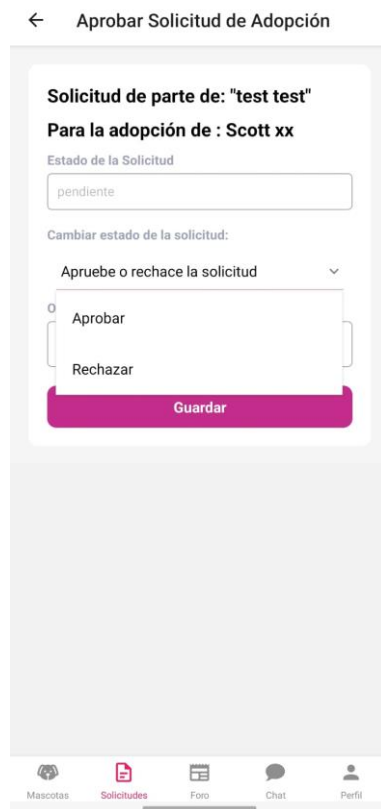 Aprobar Solicitud de Adopción
Solicitud de parte de: "test test"
Para la adopción de : Scott xx
Estado de la Solicitud
pendiente
Cambiar estado de la solicitud:
Apruebe o rechace la solicitud
O
Aprobar
Rechazar
Guardar
Mascotas Solicitudes Foro Chat Perfil